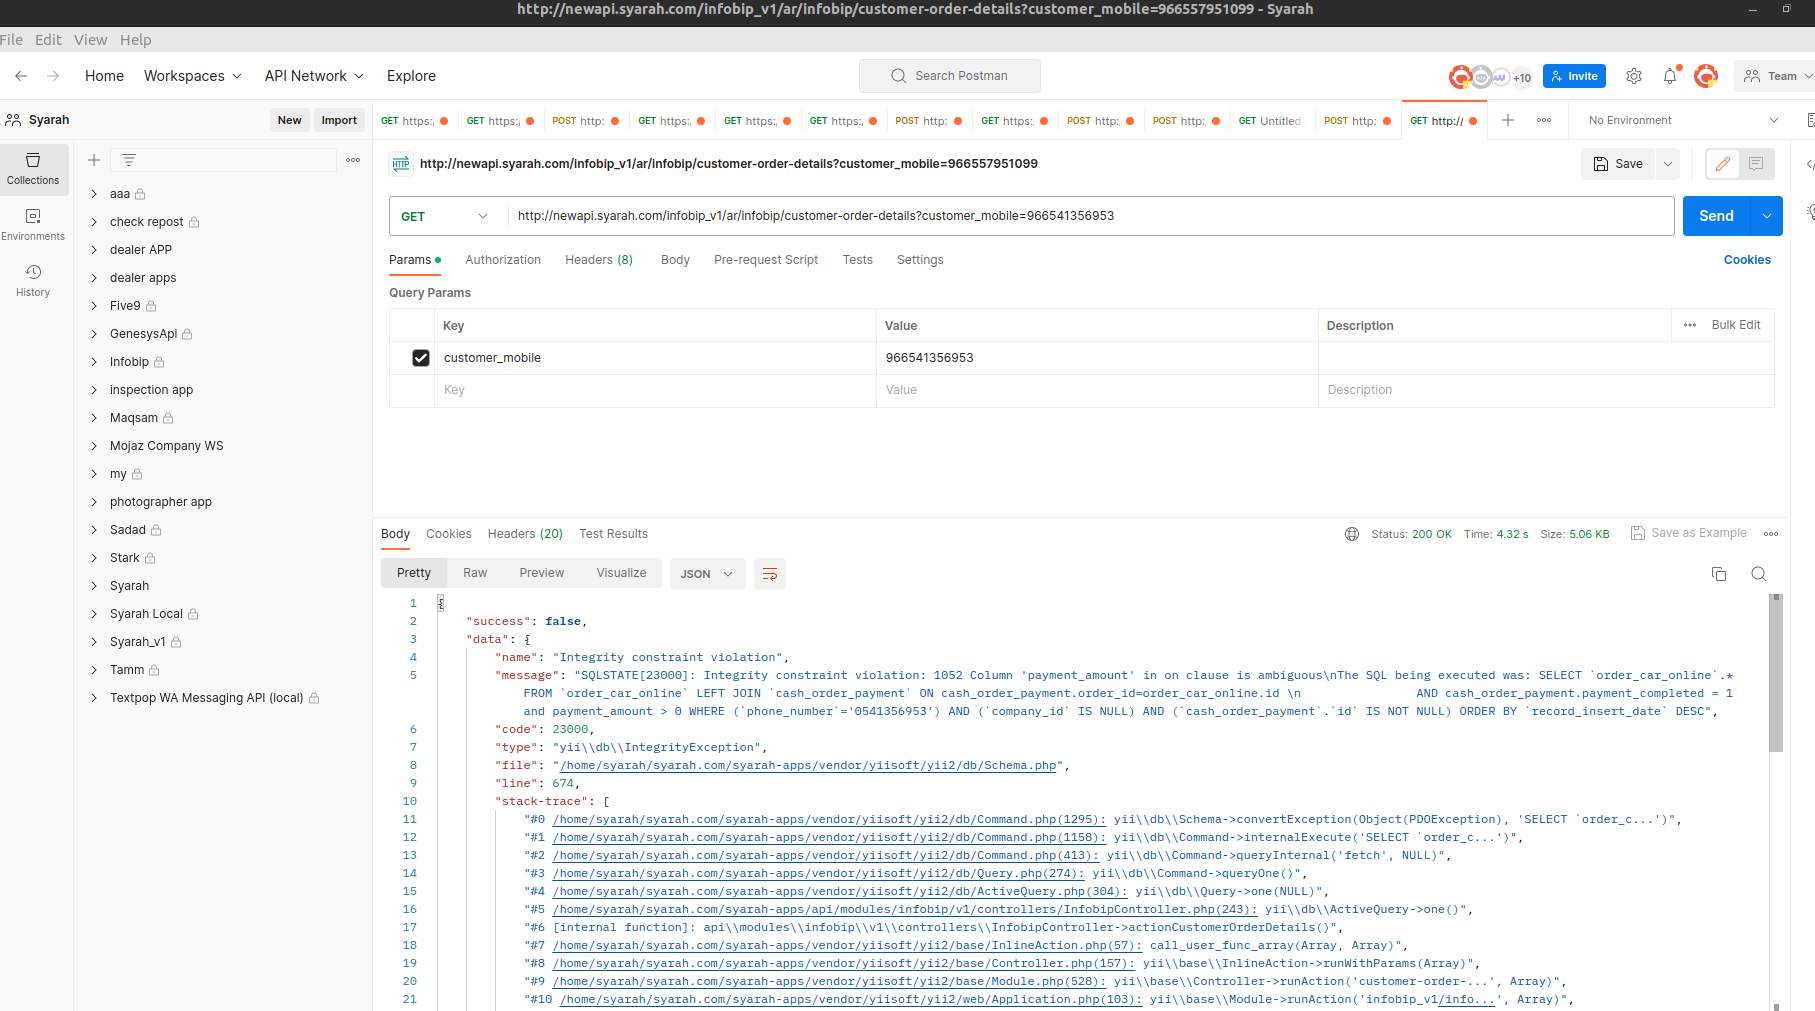 http://newapi.syarah.com/infobip_v1/ar/infobip/customer-order-details?customer_mobile=966557951099 - Syarah
File Edit View Help
Home Workspaces API Network Explore Search Postman +10 Invite Team
Syarah New Import
GET https:, GET https:, POST http: GET https:, GET https:, GET https:, POST http: GET https:, POST http:, POST http:, GET Untitled POST http: GET http:// No Environment
Collections
Environments
History
aaa
check repost
dealer APP
dealer apps
Five9
GenesysApi
Infobip
inspection app
Maqsam
Mojaz Company WS
my
photographer app
Sadad
Stark
Syarah
Syarah Local
Syarah_v1
Tamm
Textpop WA Messaging API (local)
HTTP http://newapi.syarah.com/infobip_v1/ar/infobip/customer-order-details?customer_mobile=966557951099 Save
GET http://newapi.syarah.com/infobip_v1/ar/infobip/customer-order-details?customer_mobile=966541356953 Send
Params Authorization Headers (8) Body Pre-request Script Tests Settings Cookies
Query Params
Key Value Description Bulk Edit
customer_mobile 966541356953
Key Value Description
Body Cookies Headers (20) Test Results Status: 200 OK Time: 4.32 s Size: 5.06 KB Save as Example
Pretty Raw Preview Visualize JSON
1 {
2 "success": false,
3 "data": {
4 "name": "Integrity constraint violation",
5 "message": "SQLSTATE[23000]: Integrity constraint violation: 1052 Column 'payment_amount' in on clause is ambiguous\nThe SQL being executed was: SELECT `order_car_online`.*
FROM `order_car_online` LEFT JOIN `cash_order_payment` ON cash_order_payment.order_id=order_car_online.id \n AND cash_order_payment.payment_completed = 1
and payment_amount > 0 WHERE (`phone_number`='0541356953') AND (`company_id` IS NULL) AND (`cash_order_payment`.`id` IS NOT NULL) ORDER BY `record_insert_date` DESC",
6 "code": 23000,
7 "type": "yii\\db\\IntegrityException",
8 "file": "/home/syarah/syarah.com/syarah-apps/vendor/yiisoft/yii2/db/Schema.php",
9 "line": 674,
10 "stack-trace": [
11 "#0 /home/syarah/syarah.com/syarah-apps/vendor/yiisoft/yii2/db/Command.php(1295): yii\\db\\Schema->convertException(Object(PDOException), 'SELECT `order_c...')",
12 "#1 /home/syarah/syarah.com/syarah-apps/vendor/yiisoft/yii2/db/Command.php(1158): yii\\db\\Command->internalExecute('SELECT `order_c...')",
13 "#2 /home/syarah/syarah.com/syarah-apps/vendor/yiisoft/yii2/db/Command.php(413): yii\\db\\Command->queryInternal('fetch', NULL)",
14 "#3 /home/syarah/syarah.com/syarah-apps/vendor/yiisoft/yii2/db/Query.php(274): yii\\db\\Command->queryOne()",
15 "#4 /home/syarah/syarah.com/syarah-apps/vendor/yiisoft/yii2/db/ActiveQuery.php(304): yii\\db\\Query->one(NULL)",
16 "#5 /home/syarah/syarah.com/syarah-apps/api/modules/infobip/v1/controllers/InfobipController.php(243): yii\\db\\ActiveQuery->one()",
17 "#6 [internal function]: api\\modules\\infobip\\v1\\controllers\\InfobipController->actionCustomerOrderDetails()",
18 "#7 /home/syarah/syarah.com/syarah-apps/vendor/yiisoft/yii2/base/InlineAction.php(57): call_user_func_array(Array, Array)",
19 "#8 /home/syarah/syarah.com/syarah-apps/vendor/yiisoft/yii2/base/Controller.php(157): yii\\base\\InlineAction->runWithParams(Array)",
20 "#9 /home/syarah/syarah.com/syarah-apps/vendor/yiisoft/yii2/base/Module.php(528): yii\\base\\Controller->runAction('customer-order-...', Array)",
21 "#10 /home/syarah/syarah.com/syarah-apps/vendor/yiisoft/yii2/web/Application.php(103): yii\\base\\Module->runAction('infobip_v1/info...', Array)",